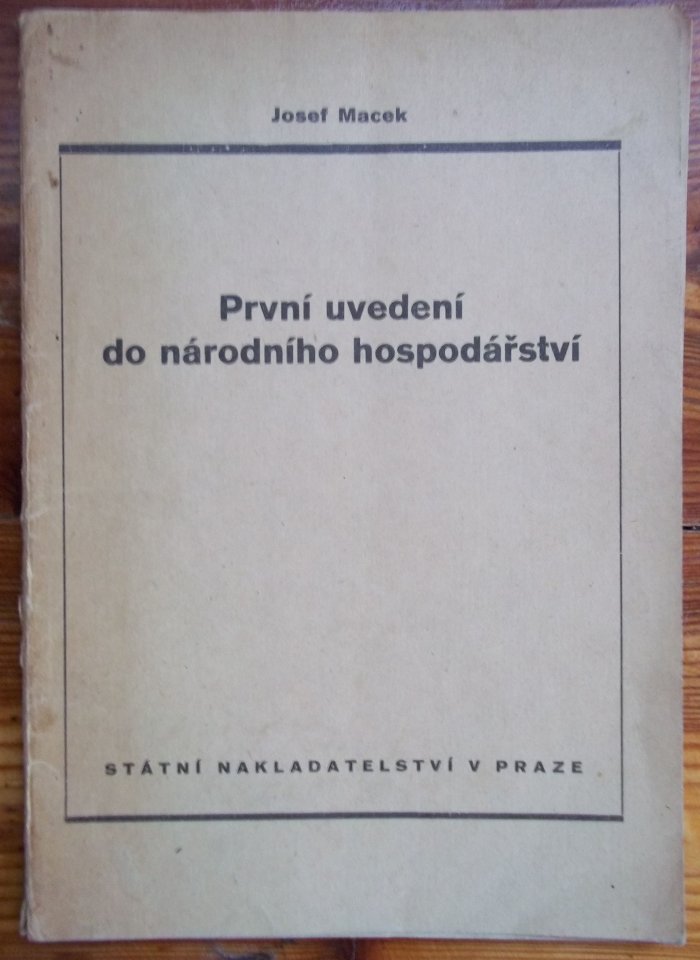 Josef Macek
První uvedení
do národního hospodářství
STÁTNÍ NAKLADATELSTVÍ V PRAZE